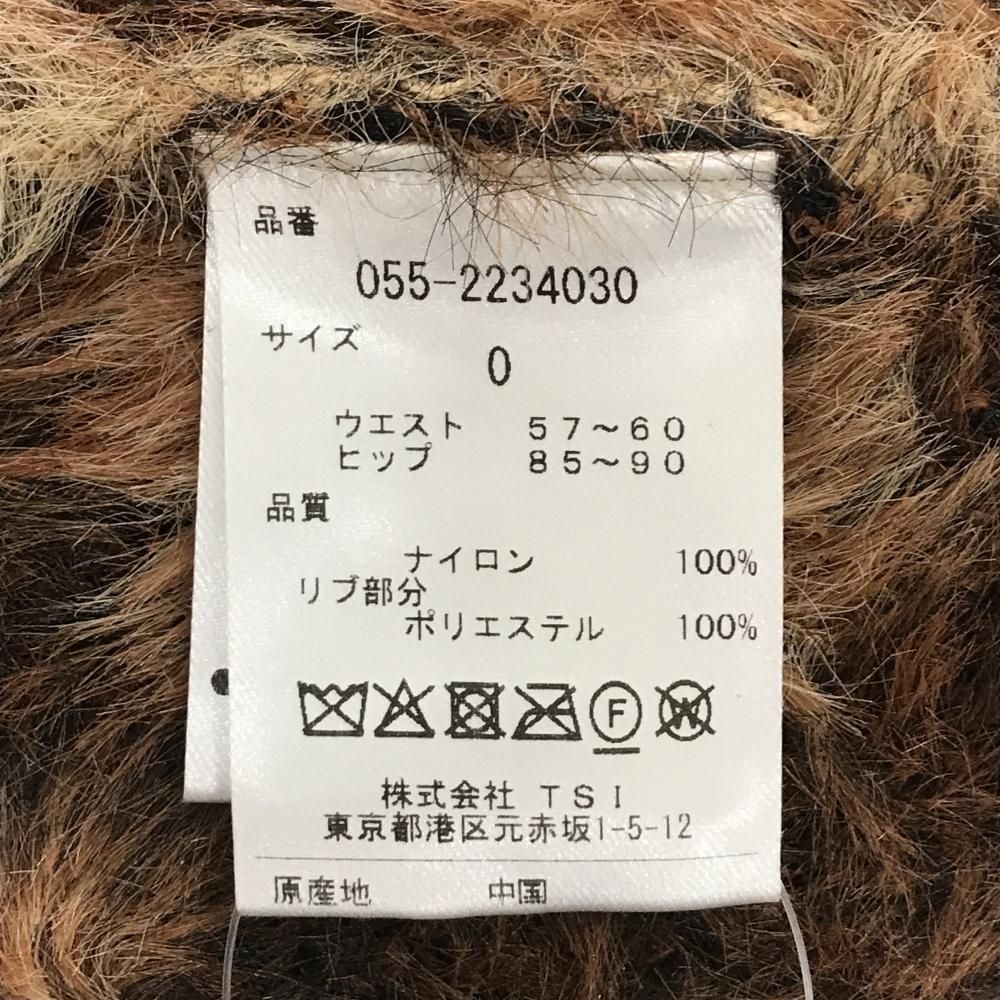 品番
055-2234030
サイズ
0
ウエスト 57～60
ヒップ 85～90
品質
ナイロン 100%
リブ部分
ポリエステル 100%
F W
株式会社 TSI
東京都港区元赤坂1-5-12
原産地 中国